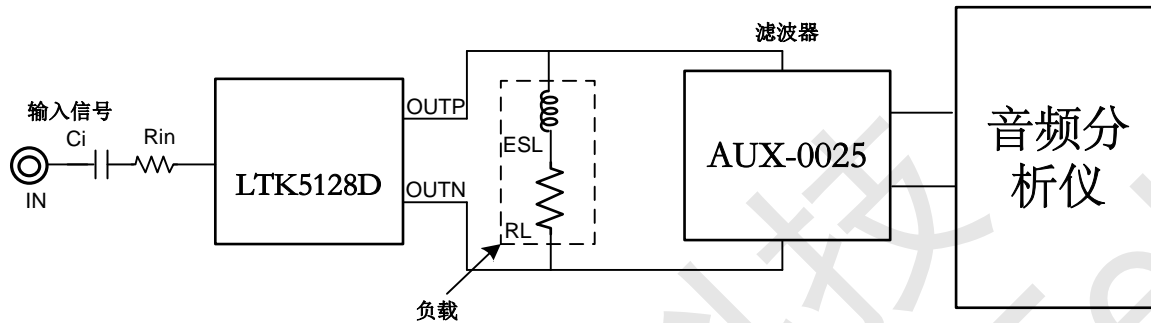 滤波器
输入信号
Ci
Rin
IN
LTK5128D
OUTP
OUTN
ESL
RL
负载
AUX-0025
音频分
析仪